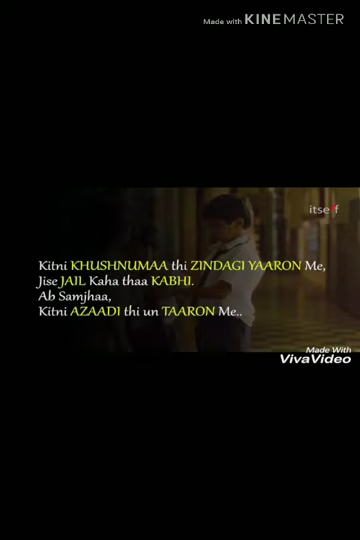 Made with KINEMASTER
itself
Kitni KHUSHNUMAA thi ZINDAGI YAARON Me,
Jise JAIL Kaha thaa KABHI.
Ab Samjhaa,
Kitni AZAADI thi un TAARON Me..
Made With
VivaVideo